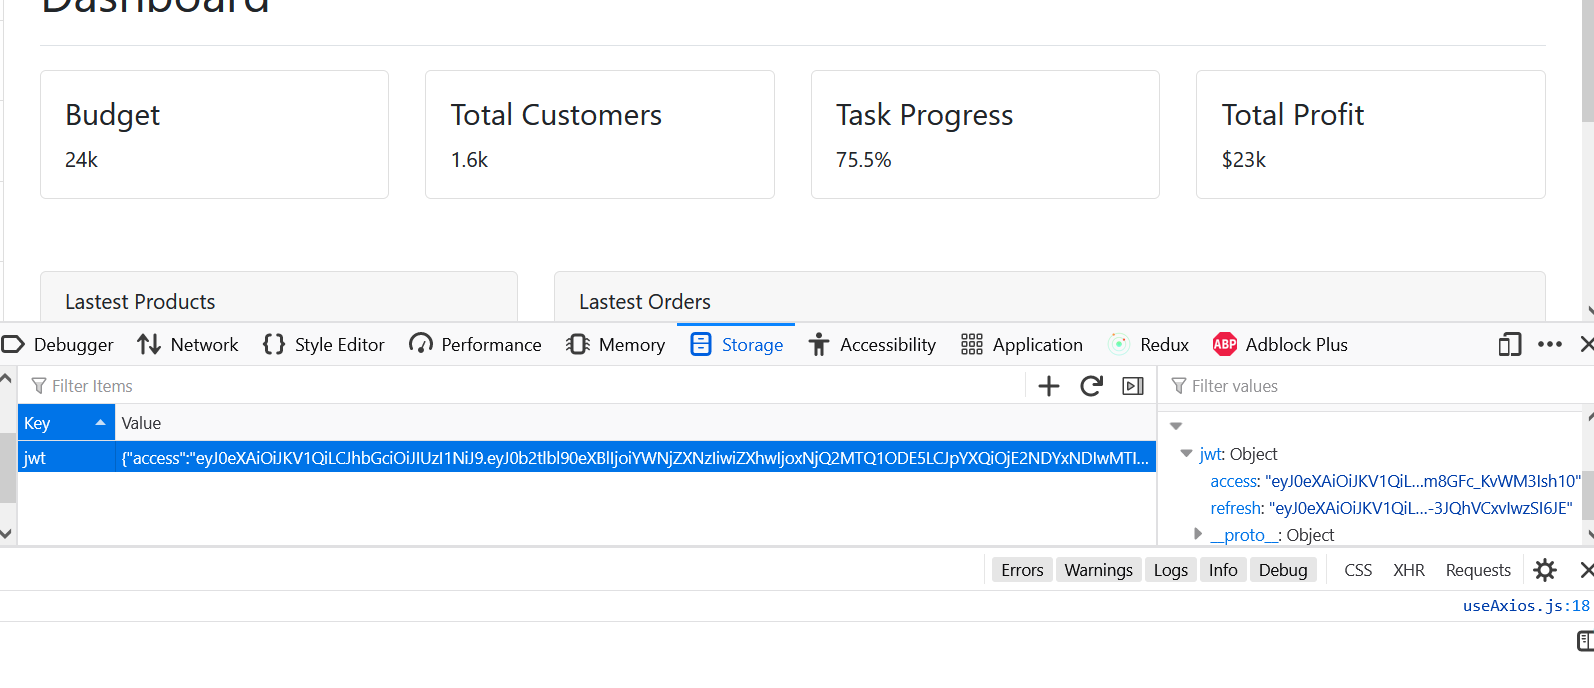 Dashboard
Budget
24k
Total Customers
1.6k
Task Progress
75.5%
Total Profit
$23k
Lastest Products
Lastest Orders
Debugger Network Style Editor Performance Memory Storage Accessibility Application Redux ABP Adblock Plus
Filter Items
Filter values
Key Value
jwt {"access":"eyJ0eXAiOiJKV1QiLCJhbGciOiJIUzI1NiJ9.eyJ0b2tlbl90eXBlIjoiYWNjZXNzIiwiZXhwIjoxNjQ2MTQ1ODE5LCJpYXQiOjE2NDYxNDIwMTl...
jwt: Object
access: "eyJ0eXAiOiJKV1QiL...m8GFc_KvWM3Ish10"
refresh: "eyJ0eXAiOiJKV1QiL...-3JQhVCxvIwzSI6JE"
__proto__: Object
Errors Warnings Logs Info Debug CSS XHR Requests
useAxios.js:18